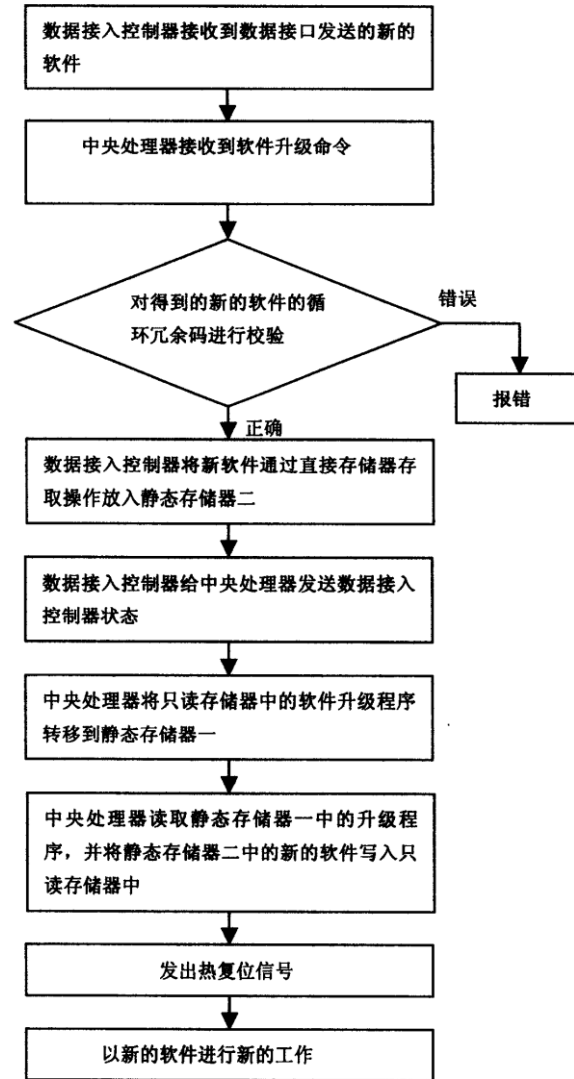 数据接入控制器接收到数据接口发送的新的
软件
中央处理器接收到软件升级命令
对得到的新的软件的循
环冗余码进行校验
错误
报错
正确
数据接入控制器将新软件通过直接存储器存
取操作放入静态存储器二
数据接入控制器给中央处理器发送数据接入
控制器状态
中央处理器将只读存储器中的软件升级程序
转移到静态存储器一
中央处理器读取静态存储器一中的升级程
序，并将静态存储器二中的新的软件写入只
读存储器中
发出热复位信号
以新的软件进行新的工作